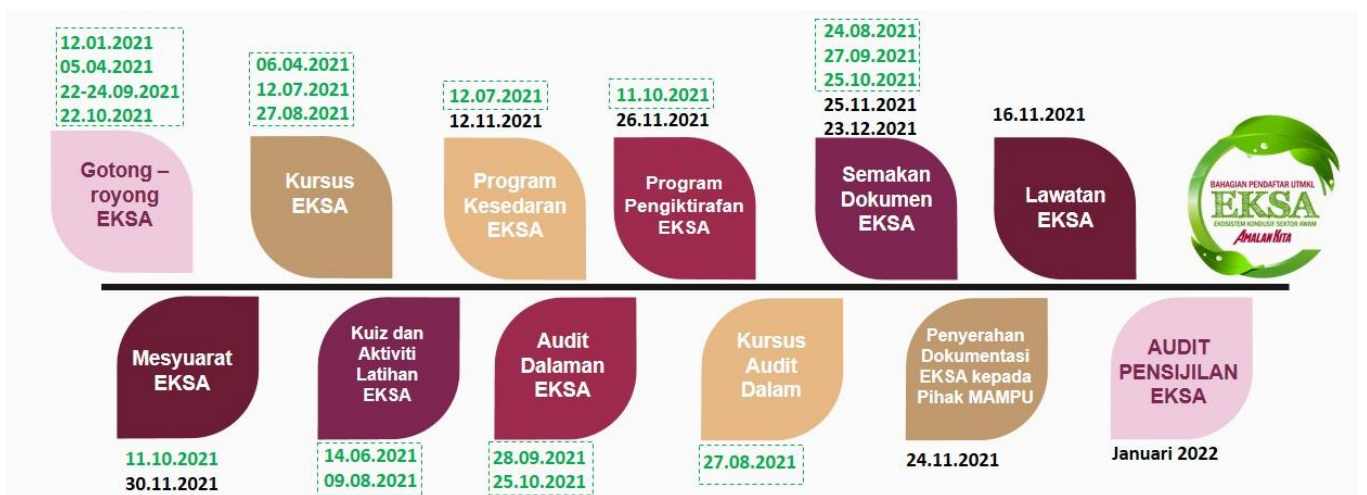 12.01.2021
05.04.2021
22-24.09.2021
22.10.2021
Gotong –
royong
EKSA
06.04.2021
12.07.2021
27.08.2021
Kursus
EKSA
12.07.2021
12.11.2021
Program
Kesedaran
EKSA
11.10.2021
26.11.2021
Program
Pengiktirafan
EKSA
24.08.2021
27.09.2021
25.10.2021
25.11.2021
23.12.2021
Semakan
Dokumen
EKSA
16.11.2021
Lawatan
EKSA
BAHAGIAN PENDAFTAR UTMKL
EKSA
EKOSISTEM KONDUSIF SEKTOR AWAM
AMALAN KITA
Mesyuarat
EKSA
11.10.2021
30.11.2021
Kuiz dan
Aktiviti
Latihan
EKSA
14.06.2021
09.08.2021
Audit
Dalaman
EKSA
28.09.2021
25.10.2021
Kursus
Audit
Dalam
27.08.2021
Penyerahan
Dokumentasi
EKSA kepada
Pihak MAMPU
24.11.2021
AUDIT
PENSIJILAN
EKSA
Januari 2022